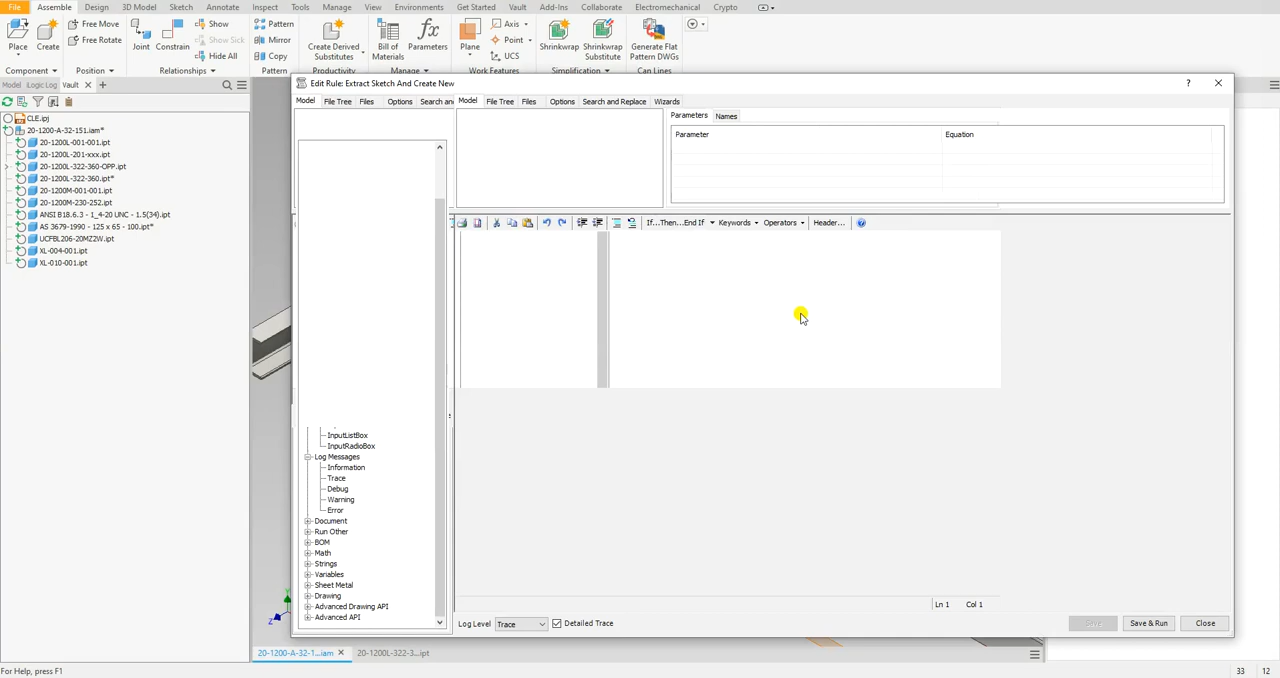 File Assemble Design 3D Model Sketch Annotate Inspect Tools Manage View Environments Get Started Vault Add-Ins Collaborate Electromechanical Crypto
Place Create Free Move Free Rotate Joint Constrain Show Show Sick Hide All Pattern Mirror Copy Create Derived Substitutes Bill of Materials Parameters Plane Axis Point UCS Shrinkwrap Shrinkwrap Substitute Generate Flat Pattern DWGs
Component Position Relationships Pattern Productivity Manage Work Features Simplification Can Lines
Model Logic Log Vault
CLE.ipj
20-1200-A-32-151.iam*
20-1200L-001-001.ipt
20-1200L-201-xxx.ipt
20-1200L-322-360-OPP.ipt
20-1200L-322-360.ipt*
20-1200M-001-001.ipt
20-1200M-230-252.ipt
ANSI B18.6.3 - 1_4-20 UNC - 1.5(34).ipt
AS 3679-1990 - 125 x 65 - 100.ipt*
UCFBL206-20MZ2W.ipt
XL-004-001.ipt
XL-010-001.ipt
Edit Rule: Extract Sketch And Create New
Model File Tree Files Options Search an
Model File Tree Files Options Search and Replace Wizards
Parameters Names
Parameter Equation
If...Then...End If Keywords Operators Header...
InputListBox
InputRadioBox
Log Messages
Information
Trace
Debug
Warning
Error
Document
Run Other
BOM
Math
Strings
Variables
Sheet Metal
Drawing
Advanced Drawing API
Advanced API
Ln 1 Col 1
Log Level Trace Detailed Trace Save Save & Run Close
Z
20-1200-A-32-1...iam 20-1200L-322-3...ipt
For Help, press F1 33 12